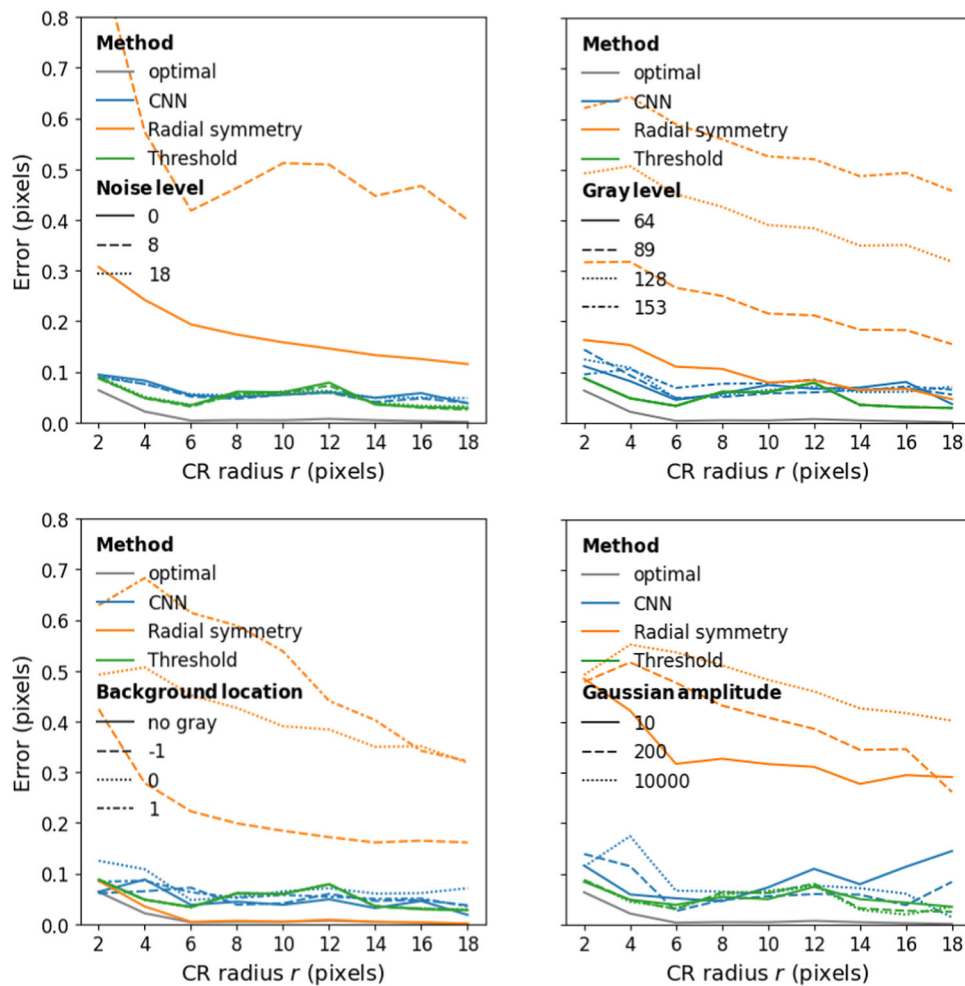 0.8
0.7
0.6
0.5
0.4
0.3
0.2
0.1
0.0
Error (pixels)
Method
optimal
CNN
Radial symmetry
Threshold
Noise level
0
8
18
2 4 6 8 10 12 14 16 18
CR radius r (pixels)
Method
optimal
CNN
Radial symmetry
Threshold
Gray level
64
89
128
153
2 4 6 8 10 12 14 16 18
CR radius r (pixels)
0.8
0.7
0.6
0.5
0.4
0.3
0.2
0.1
0.0
Error (pixels)
Method
optimal
CNN
Radial symmetry
Threshold
Background location
no gray
-1
0
1
2 4 6 8 10 12 14 16 18
CR radius r (pixels)
Method
optimal
CNN
Radial symmetry
Threshold
Gaussian amplitude
10
200
10000
2 4 6 8 10 12 14 16 18
CR radius r (pixels)